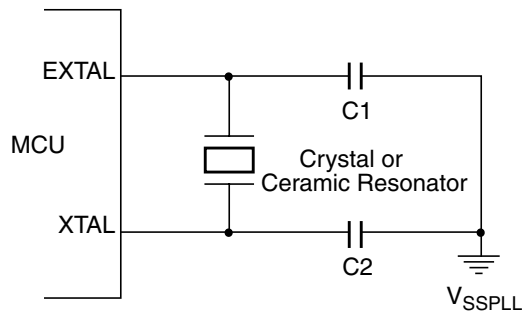 EXTAL
C1
MCU
Crystal or
Ceramic Resonator
XTAL
C2
VSSPLL